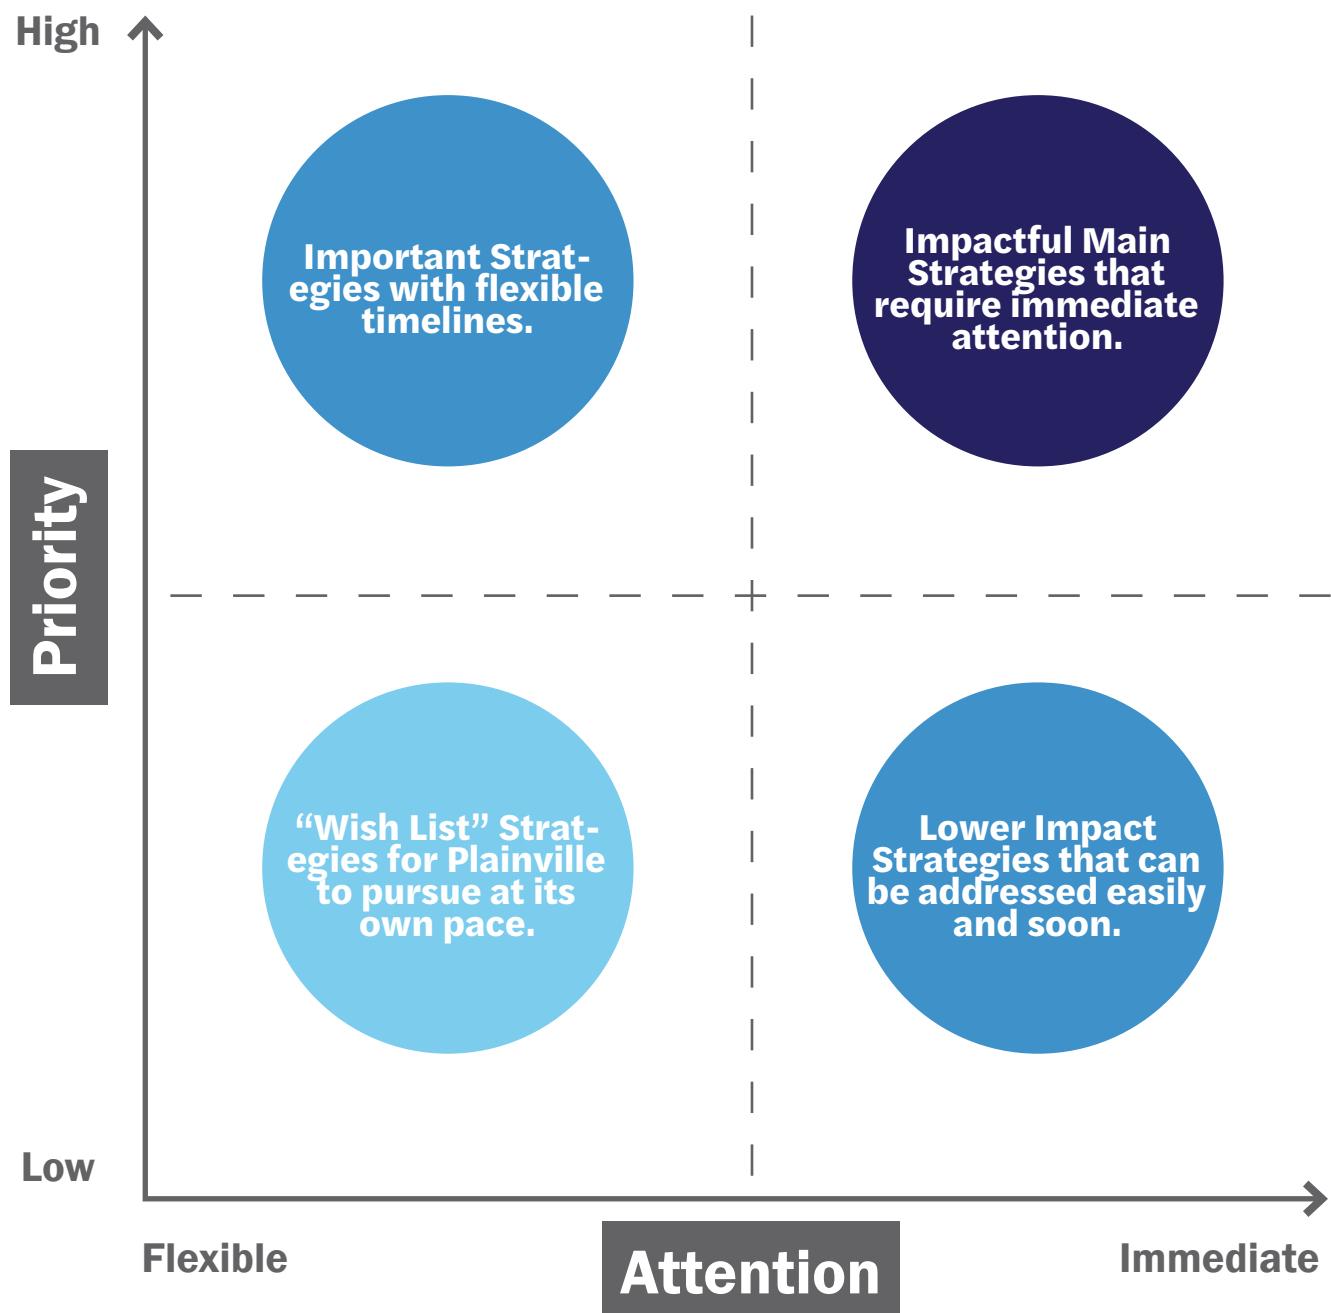 High
Important Strat-
egies with flexible
timelines.
Impactful Main
Strategies that
require immediate
attention.
Priority
“Wish List” Strat-
egies for Plainville
to pursue at its
own pace.
Lower Impact
Strategies that can
be addressed easily
and soon.
Low
Flexible
Attention
Immediate